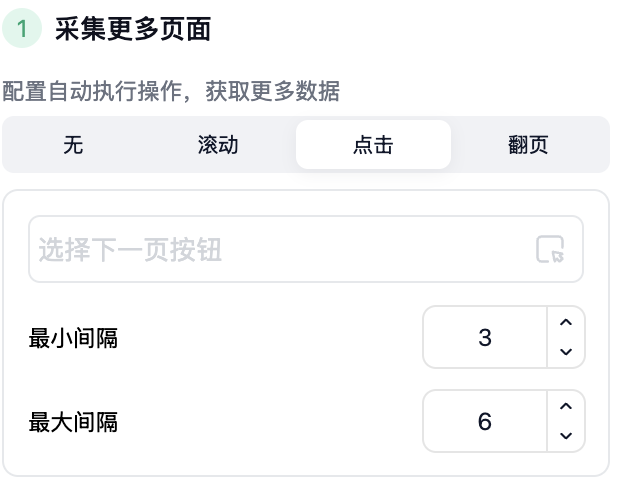 1 采集更多页面
配置自动执行操作，获取更多数据
无 滚动 点击 翻页
选择下一页按钮
最小间隔 3
最大间隔 6